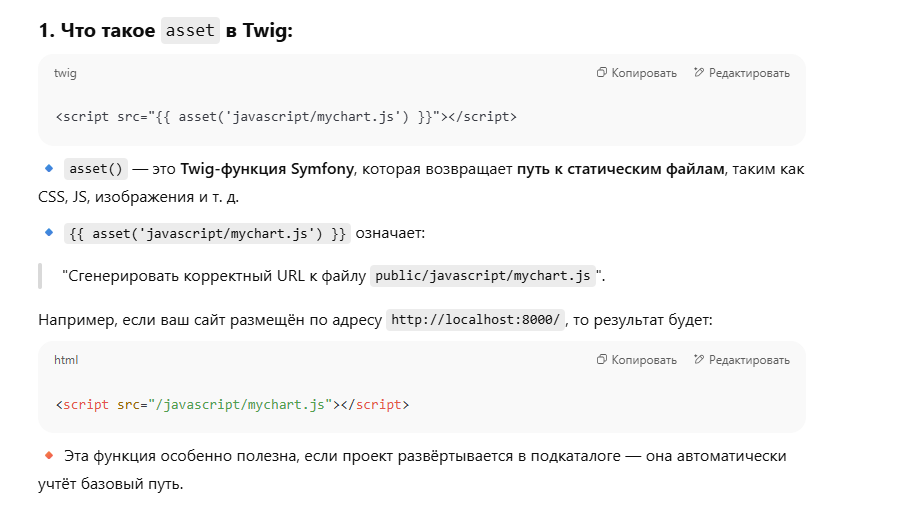 1. Что такое asset в Twig:
twig
Копировать
Редактировать
<script src="{{ asset('javascript/mychart.js') }}"></script>
asset() — это Twig-функция Symfony, которая возвращает путь к статическим файлам, таким как
CSS, JS, изображения и т. д.
{{ asset('javascript/mychart.js') }} означает:
"Сгенерировать корректный URL к файлу public/javascript/mychart.js".
Например, если ваш сайт размещён по адресу http://localhost:8000/, то результат будет:
html
Копировать
Редактировать
<script src="/javascript/mychart.js"></script>
Эта функция особенно полезна, если проект развёртывается в подкаталоге — она автоматически
учтёт базовый путь.